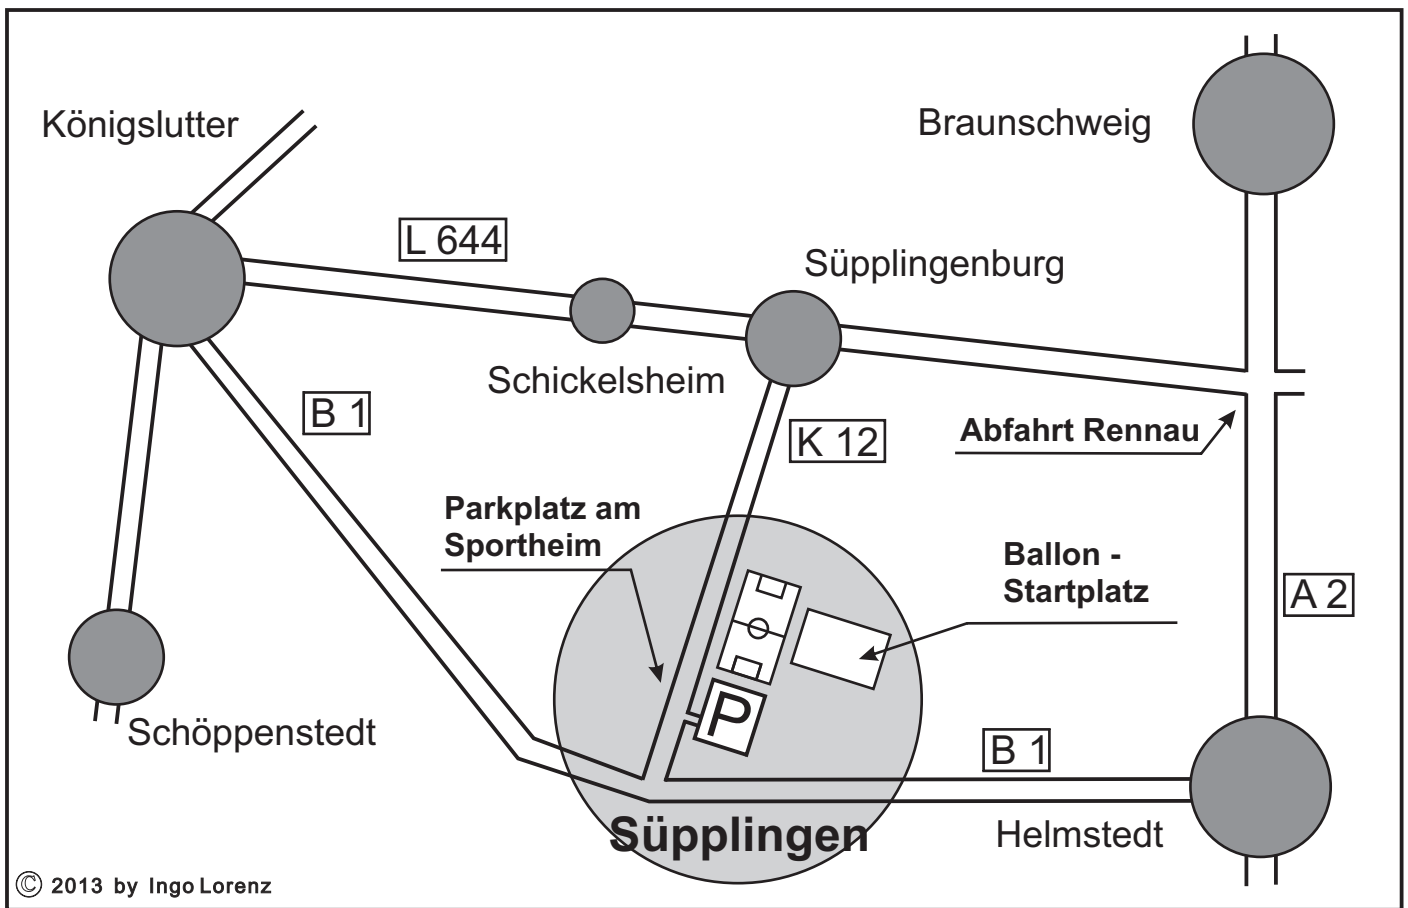 Königslutter
Braunschweig
L 644
Süpplingenburg
Schickelsheim
B 1
K 12
Abfahrt Rennau
Parkplatz am
Sportheim
Ballon -
Startplatz
A 2
P
Schöppenstedt
B 1
Süpplingen
Helmstedt
© 2013 by Ingo Lorenz